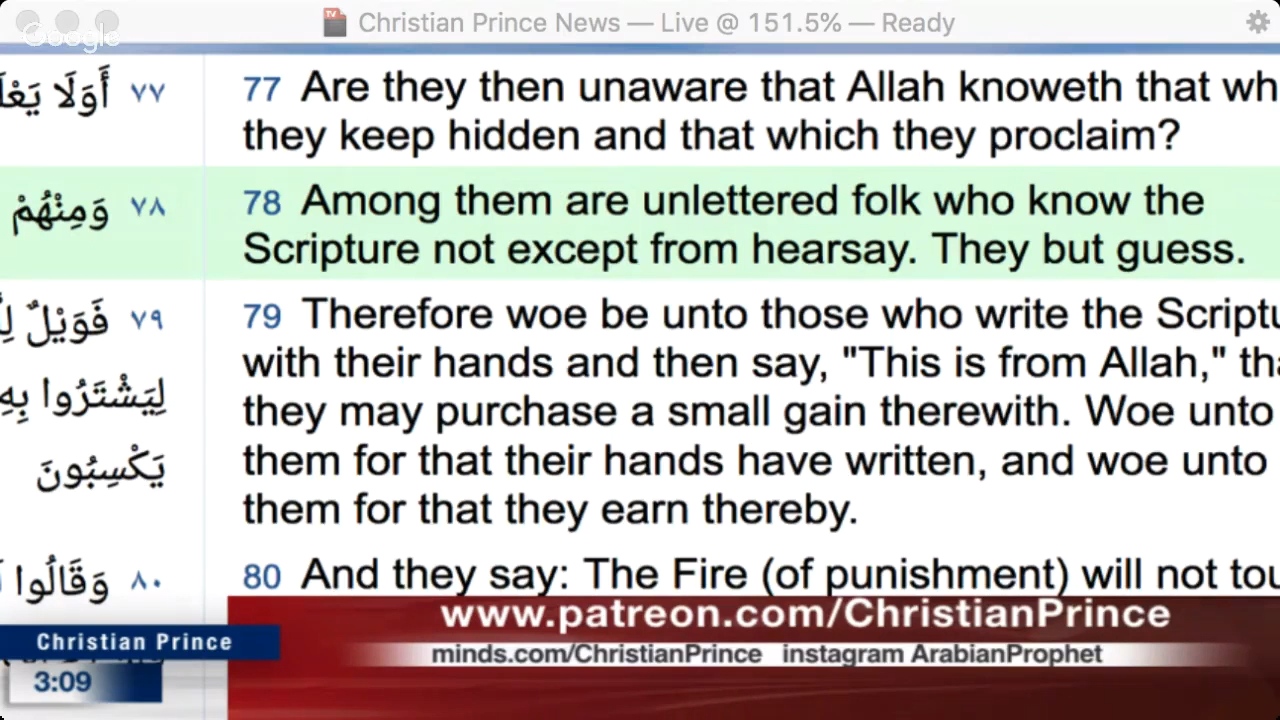 Christian Prince News — Live @ 151.5% — Ready
Google
77 Are they then unaware that Allah knoweth that wh
they keep hidden and that which they proclaim?
٧٧ أَوَلَا
78 Among them are unlettered folk who know the
Scripture not except from hearsay. They but guess.
٧٨ وَمِنْهُمْ
79 Therefore woe be unto those who write the Scriptu
with their hands and then say, "This is from Allah," tha
they may purchase a small gain therewith. Woe unto
them for that their hands have written, and woe unto
them for that they earn thereby.
٧٩ فَوَيْلٌ
لِيَشْتَرُوا بِهِ
يَكْسِبُونَ
80 And they say: The Fire (of punishment) will not tou
٨٠ وَقَالُوا
www.patreon.com/ChristianPrince
Christian Prince
minds.com/ChristianPrince instagram ArabianProphet
3:09